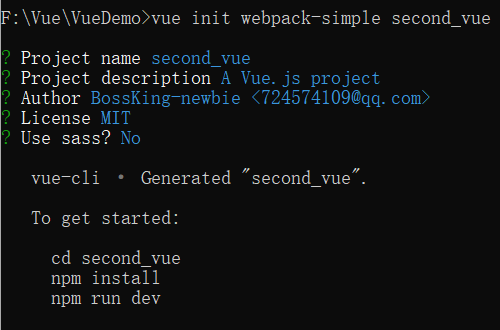 F:\Vue\VueDemo>vue init webpack-simple second_vue
? Project name second_vue
? Project description A Vue.js project
? Author BossKing-newbie <724574109@qq.com>
? License MIT
? Use sass? No
vue-cli · Generated "second_vue".
To get started:
cd second_vue
npm install
npm run dev